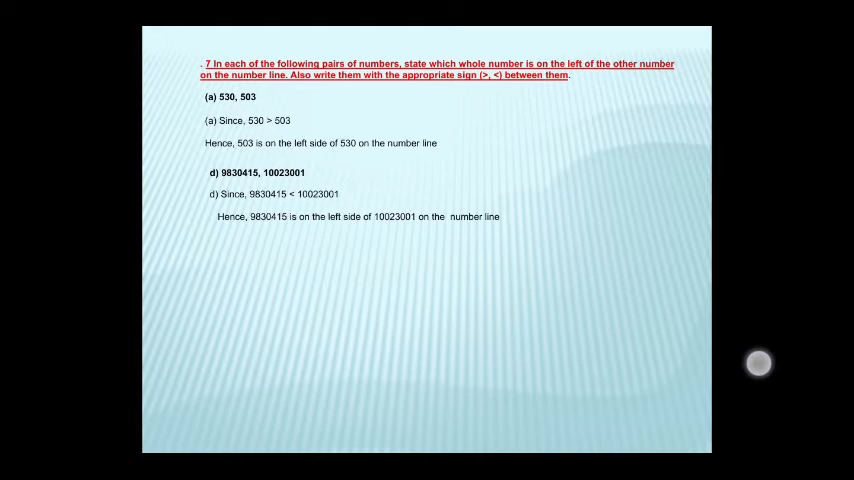 . 7 In each of the following pairs of numbers, state which whole number is on the left of the other number
on the number line. Also write them with the appropriate sign (>, <) between them.
(a) 530, 503
(a) Since, 530 > 503
Hence, 503 is on the left side of 530 on the number line
d) 9830415, 10023001
d) Since, 9830415 < 10023001
Hence, 9830415 is on the left side of 10023001 on the number line